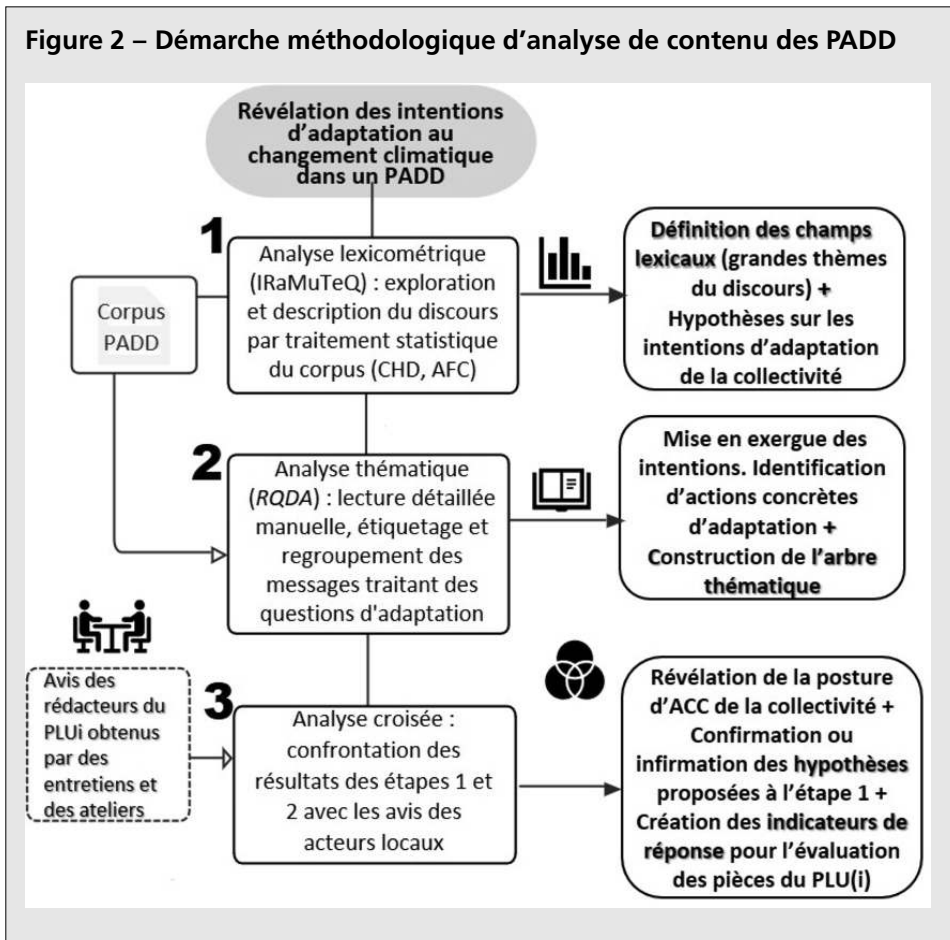 Figure 2 – Démarche méthodologique d’analyse de contenu des PADD
Révélation des intentions
d’adaptation au
changement climatique
dans un PADD
1
Analyse lexicométrique
(IRaMuTeQ) : exploration
et description du discours
par traitement statistique
du corpus (CHD, AFC)
Définition des champs
lexicaux (grandes thèmes
du discours) +
Hypothèses sur les
intentions d’adaptation
de la collectivité
Corpus
PADD
2
Analyse thématique
(RQDA) : lecture détaillée
manuelle, étiquetage et
regroupement des
messages traitant des
questions d'adaptation
Mise en exergue des
intentions. Identification
d’actions concrètes
d’adaptation +
Construction de l’arbre
thématique
Avis des
rédacteurs du
PLUi obtenus
par des
entretiens et
des ateliers
3
Analyse croisée :
confrontation des
résultats des étapes 1 et
2 avec les avis des
acteurs locaux
Révélation de la posture
d’ACC de la collectivité +
Confirmation ou
infirmation des hypothèses
proposées à l’étape 1 +
Création des indicateurs de
réponse pour l’évaluation
des pièces du PLU(i)